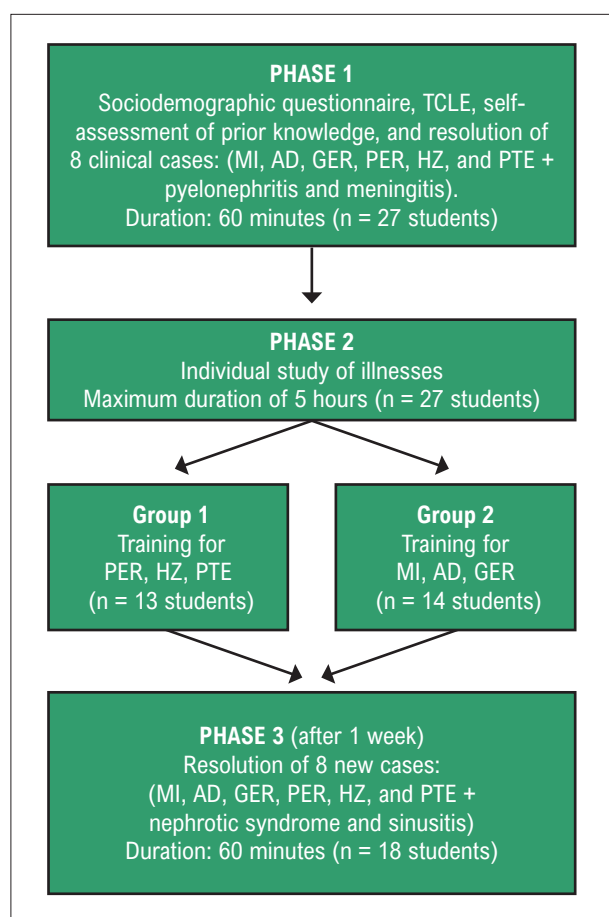 PHASE 1
Sociodemographic questionnaire, TCLE, self-
assessment of prior knowledge, and resolution of
8 clinical cases: (MI, AD, GER, PER, HZ, and PTE +
pyelonephritis and meningitis).
Duration: 60 minutes (n = 27 students)
PHASE 2
Individual study of illnesses
Maximum duration of 5 hours (n = 27 students)
Group 1
Training for
PER, HZ, PTE
(n = 13 students)
Group 2
Training for
MI, AD, GER
(n = 14 students)
PHASE 3 (after 1 week)
Resolution of 8 new cases:
(MI, AD, GER, PER, HZ, and PTE +
nephrotic syndrome and sinusitis)
Duration: 60 minutes (n = 18 students)